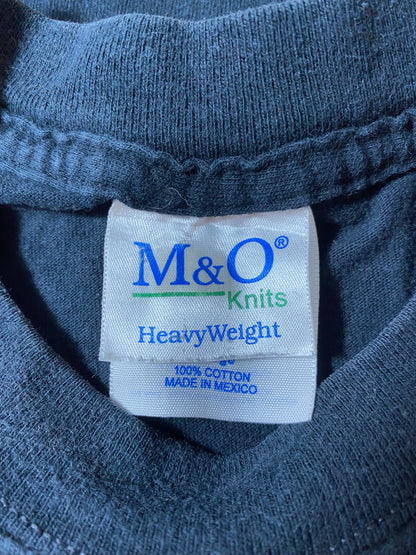 M&O®
Knits
HeavyWeight
100% COTTON
MADE IN MEXICO